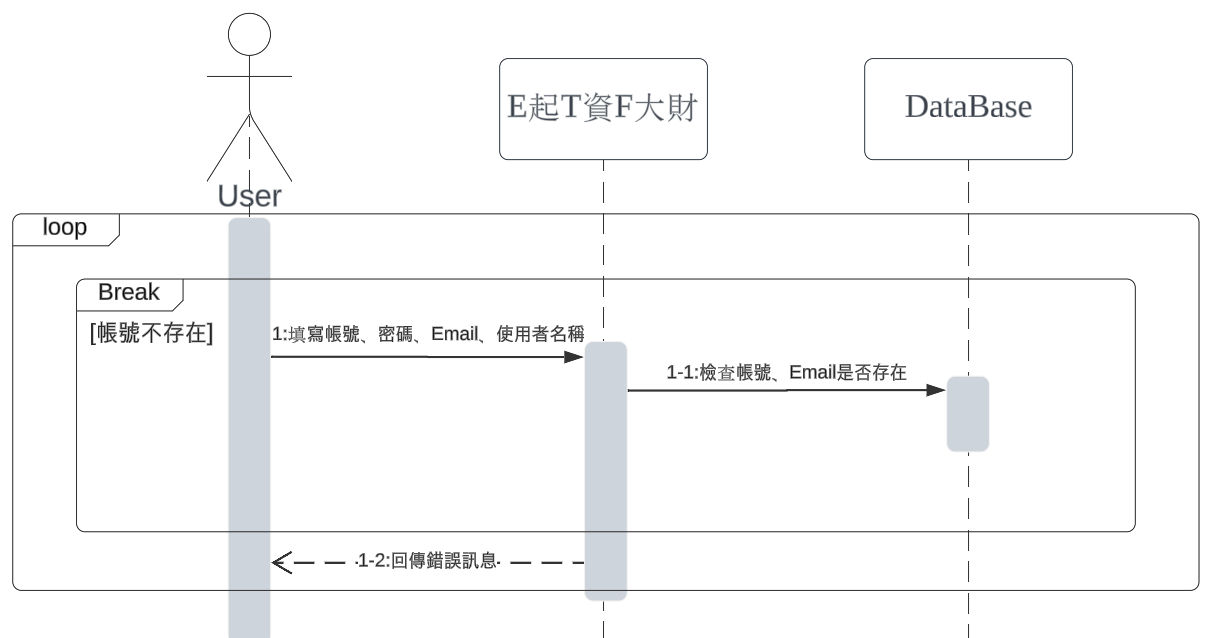 E起T資F大財
DataBase
User
loop
Break
[帳號不存在]
1:填寫帳號、密碼、Email、使用者名稱
1-1:檢查帳號、Email是否存在
1-2:回傳錯誤訊息